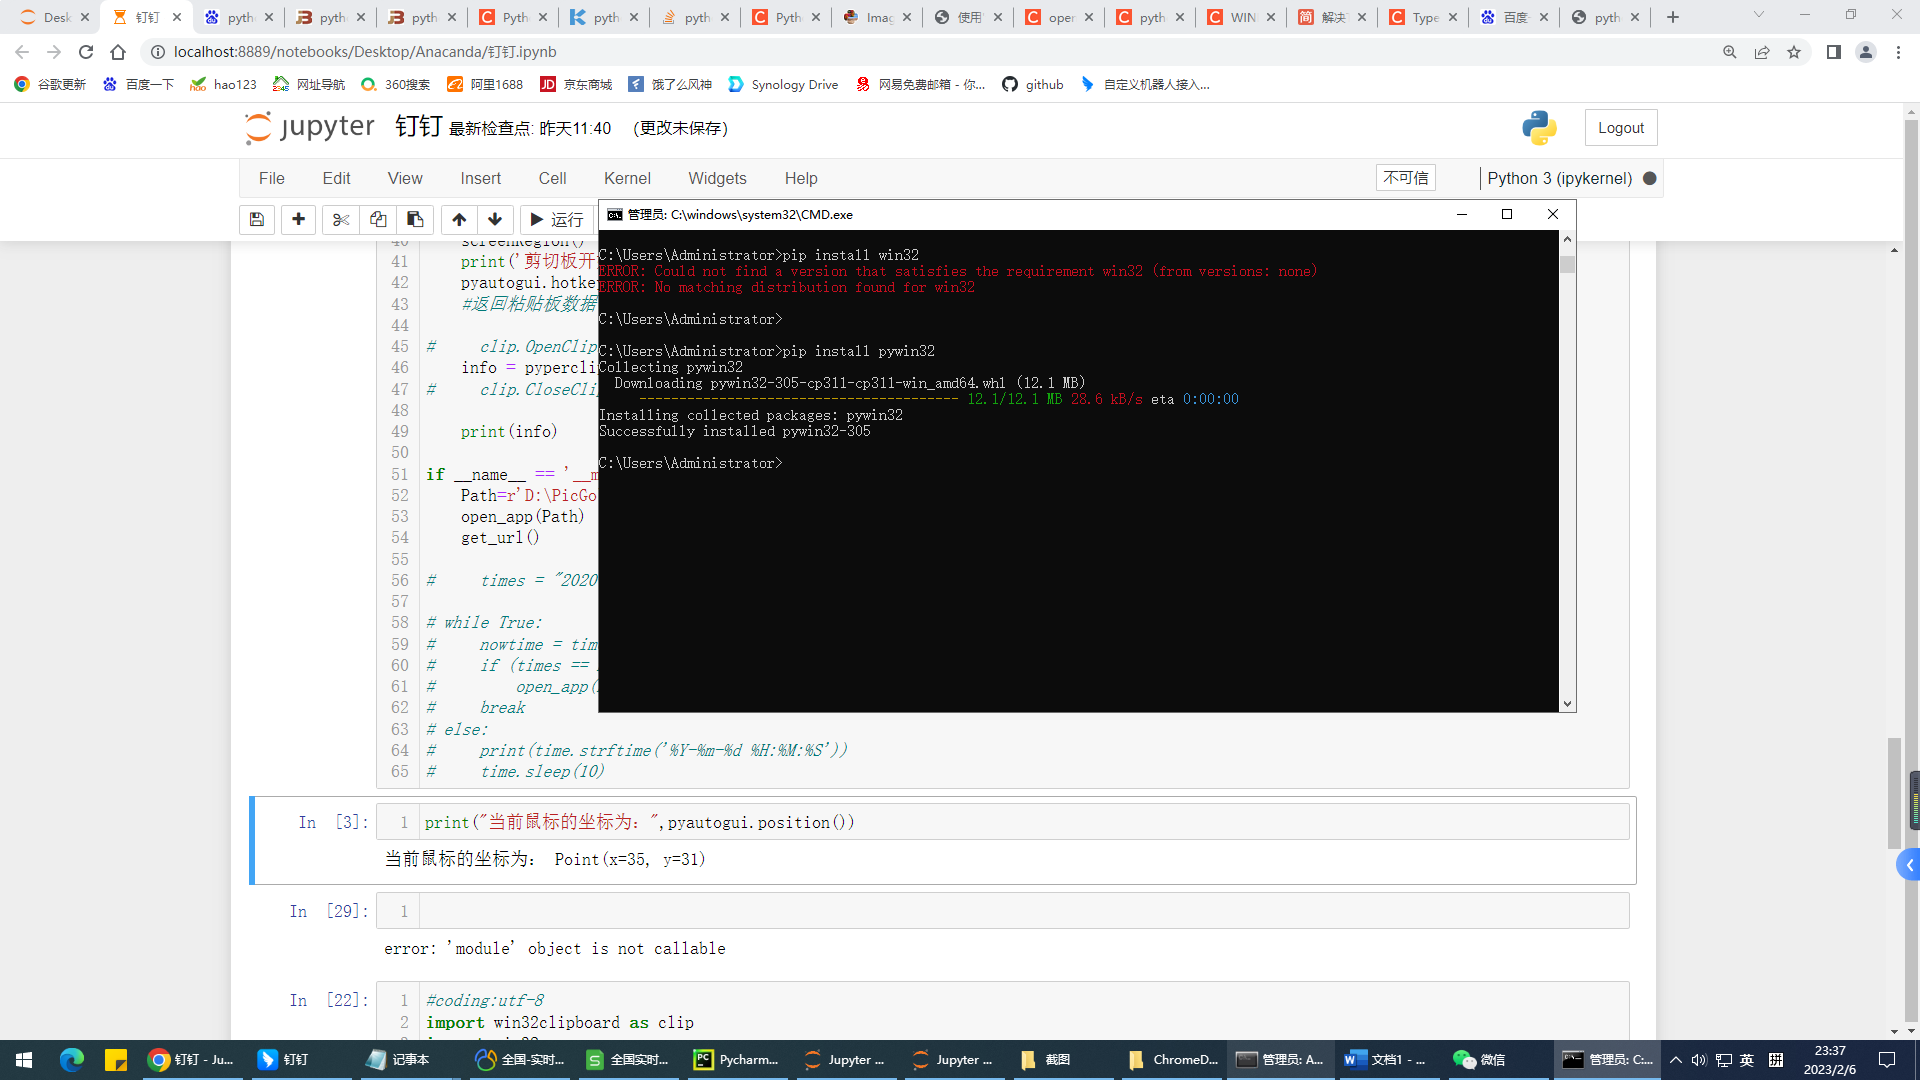 Desk
钉钉
pyth
pyth
pyth
Pyth
pyth
pyth
Pyth
Imag
使用'
open
pyth
WIN
解决'
Type
百度-
pyth
localhost:8889/notebooks/Desktop/Anacanda/钉钉.ipynb
谷歌更新
百度一下
hao123
网址导航
360搜索
阿里1688
京东商城
饿了么风神
Synology Drive
网易免费邮箱 - 你...
github
自定义机器人接入...
jupyter
钉钉 最新检查点: 昨天11:40 (更改未保存)
Logout
File Edit View Insert Cell Kernel Widgets Help
不可信
Python 3 (ipykernel)
运行
管理员: C:\windows\system32\CMD.exe
C:\Users\Administrator>pip install win32
ERROR: Could not find a version that satisfies the requirement win32 (from versions: none)
ERROR: No matching distribution found for win32
C:\Users\Administrator>
C:\Users\Administrator>pip install pywin32
Collecting pywin32
Downloading pywin32-305-cp311-cp311-win_amd64.whl (12.1 MB)
---------------------------------------- 12.1/12.1 MB 28.6 kB/s eta 0:00:00
Installing collected packages: pywin32
Successfully installed pywin32-305
C:\Users\Administrator>
40 screenRegion()
41 print('剪切板开
42 pyautogui.hotke
43 #返回粘贴板数据
44
45 # clip.OpenClip
46 info = pypercli
47 # clip.CloseCli
48
49 print(info)
50
51 if __name__ == '__m
52 Path=r'D:\PicGo
53 open_app(Path)
54 get_url()
55
56 # times = "2020
57
58 # while True:
59 # nowtime = tim
60 # if (times ==
61 # open_app(
62 # break
63 # else:
64 # print(time.strftime('%Y-%m-%d %H:%M:%S'))
65 # time.sleep(10)
In [3]: 1 print("当前鼠标的坐标为：",pyautogui.position())
当前鼠标的坐标为： Point(x=35, y=31)
In [29]: 1
error: 'module' object is not callable
In [22]: 1 #coding:utf-8
2 import win32clipboard as clip
钉钉 - Ju...
钉钉
记事本
全国-实时...
全国实时...
Pycharm...
Jupyter ...
Jupyter ...
截图
ChromeD...
管理员: A...
文档1 - ...
微信
管理员: C:...
英
拼
23:37
2023/2/6